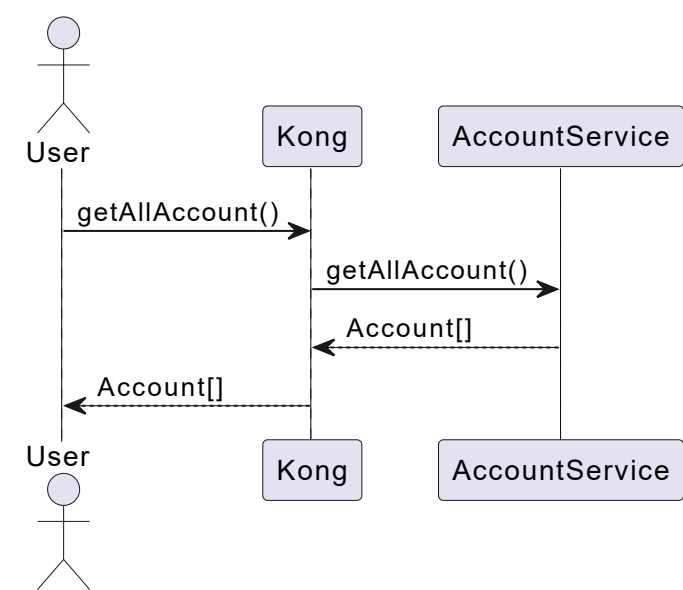 User
Kong
AccountService
getAllAccount()
getAllAccount()
Account[]
Account[]
User
Kong
AccountService